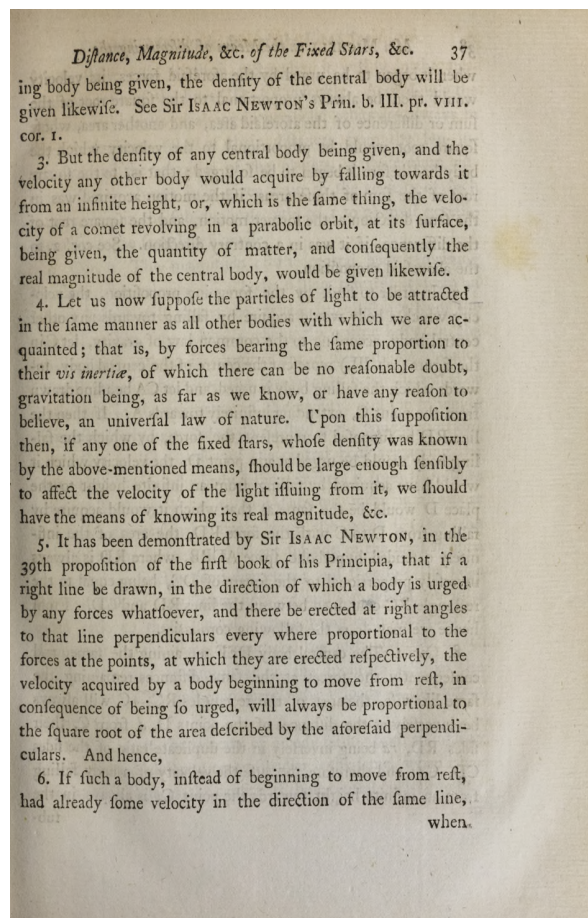 Diſtance, Magnitude, &c. of the Fixed Stars, &c. 37
ing body being given, the denſity of the central body will be
given likewiſe. See Sir ISAAC NEWTON's Prin. b. III. pr. VIII.
cor. 1.
3. But the denſity of any central body being given, and the
velocity any other body would acquire by falling towards it
from an infinite height, or, which is the ſame thing, the velo-
city of a comet revolving in a parabolic orbit, at its ſurface,
being given, the quantity of matter, and conſequently the
real magnitude of the central body, would be given likewiſe.
4. Let us now ſuppoſe the particles of light to be attracted
in the ſame manner as all other bodies with which we are ac-
quainted; that is, by forces bearing the ſame proportion to
their vis inertiæ, of which there can be no reaſonable doubt,
gravitation being, as far as we know, or have any reaſon to
believe, an univerſal law of nature. Upon this ſuppoſition
then, if any one of the fixed ſtars, whoſe denſity was known
by the above-mentioned means, ſhould be large enough ſenſibly
to affect the velocity of the light iſſuing from it, we ſhould
have the means of knowing its real magnitude, &c.
5. It has been demonſtrated by Sir ISAAC NEWTON, in the
39th propoſition of the firſt book of his Principia, that if a
right line be drawn, in the direction of which a body is urged
by any forces whatſoever, and there be erected at right angles
to that line perpendiculars every where proportional to the
forces at the points, at which they are erected reſpectively, the
velocity acquired by a body beginning to move from reſt, in
conſequence of being ſo urged, will always be proportional to
the ſquare root of the area deſcribed by the aforeſaid perpendi-
culars. And hence,
6. If ſuch a body, inſtead of beginning to move from reſt,
had already ſome velocity in the direction of the ſame line,
when